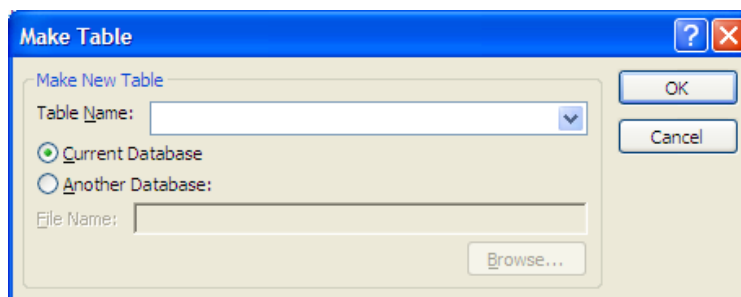 Make Table
Make New Table
Table Name:
OK
Current Database
Cancel
Another Database:
File Name:
Browse...